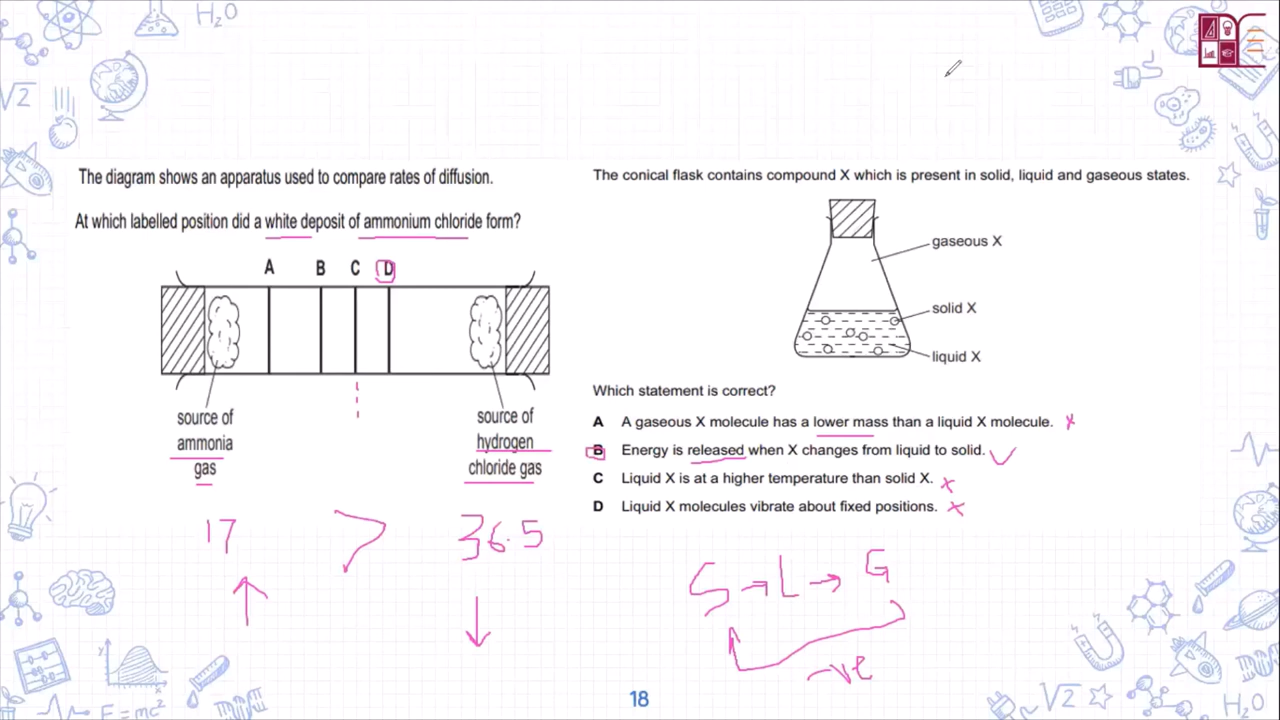 H₂O
√2
The diagram shows an apparatus used to compare rates of diffusion.
At which labelled position did a white deposit of ammonium chloride form?
A B C D
source of
ammonia
gas
source of
hydrogen
chloride gas
17 > 36.5
The conical flask contains compound X which is present in solid, liquid and gaseous states.
gaseous X
solid X
liquid X
Which statement is correct?
A A gaseous X molecule has a lower mass than a liquid X molecule. x
B Energy is released when X changes from liquid to solid. ✓
C Liquid X is at a higher temperature than solid X. x
D Liquid X molecules vibrate about fixed positions. x
S → L → G
-ve
y
x
E = mc²
18
√2
H₂O